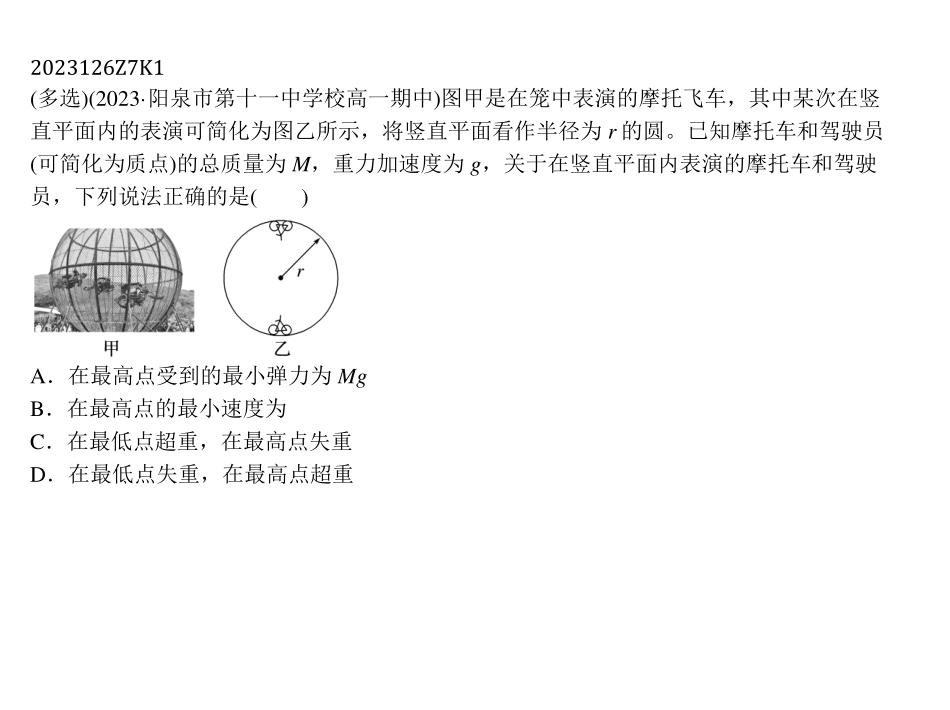 2023126Z7K1
(多选)(2023·阳泉市第十一中学校高一期中)图甲是在笼中表演的摩托飞车，其中某次在竖
直平面内的表演可简化为图乙所示，将竖直平面看作半径为 r 的圆。已知摩托车和驾驶员
(可简化为质点)的总质量为 M，重力加速度为 g，关于在竖直平面内表演的摩托车和驾驶
员，下列说法正确的是(　　)
r
甲 乙
A．在最高点受到的最小弹力为 Mg
B．在最高点的最小速度为
C．在最低点超重，在最高点失重
D．在最低点失重，在最高点超重